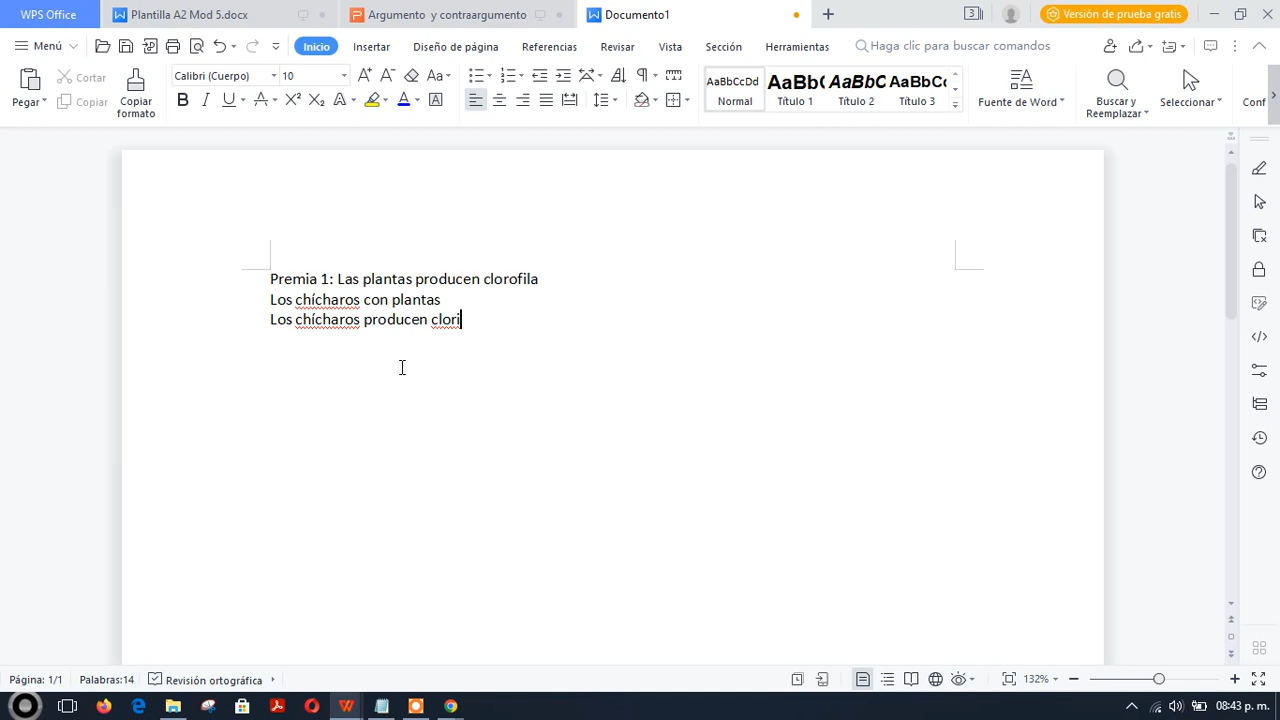 WPS Office
Plantilla A2 Mod 5.docx
Argumento y contraargumento
Documento1
3
Versión de prueba gratis
Menú
Inicio
Insertar
Diseño de página
Referencias
Revisar
Vista
Sección
Herramientas
Haga clic para buscar comandos
Pegar
Cortar
Copiar
Copiar formato
Calibri (Cuerpo)
10
AaBbCcDd
Normal
AaBb(
Título 1
AaBbC
Título 2
AaBbCc
Título 3
Fuente de Word
Buscar y Reemplazar
Seleccionar
Conf
Premia 1: Las plantas producen clorofila
Los chícharos con plantas
Los chícharos producen clori
Página: 1/1
Palabras:14
Revisión ortográfica
132%
08:43 p. m.